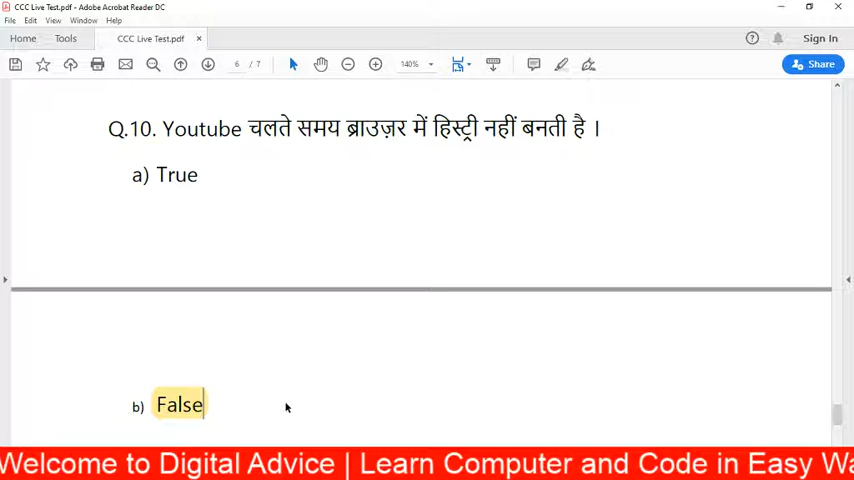 CCC Live Test.pdf - Adobe Acrobat Reader DC
File Edit View Window Help
Home Tools CCC Live Test.pdf × Sign In
6 / 7 140% Share
Q.10. Youtube चलते समय ब्राउज़र में हिस्ट्री नहीं बनती है ।
a) True
b) False
Welcome to Digital Advice | Learn Computer and Code in Easy Wa